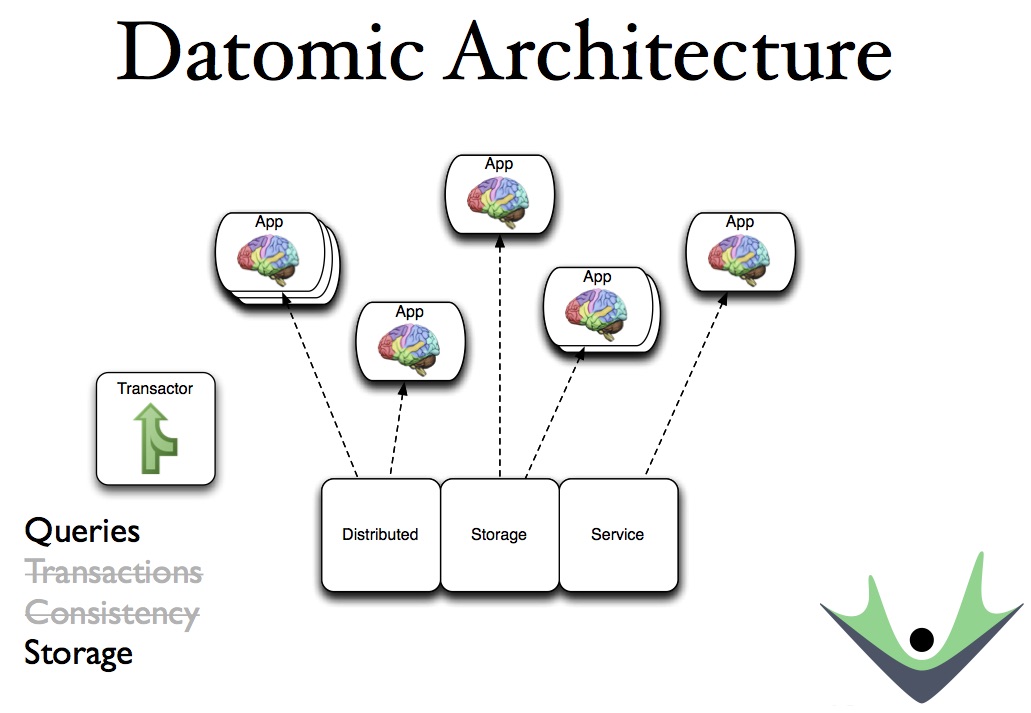 Datomic Architecture
App
App
App
App
App
Transactor
Distributed
Storage
Service
Queries
Transactions
Consistency
Storage